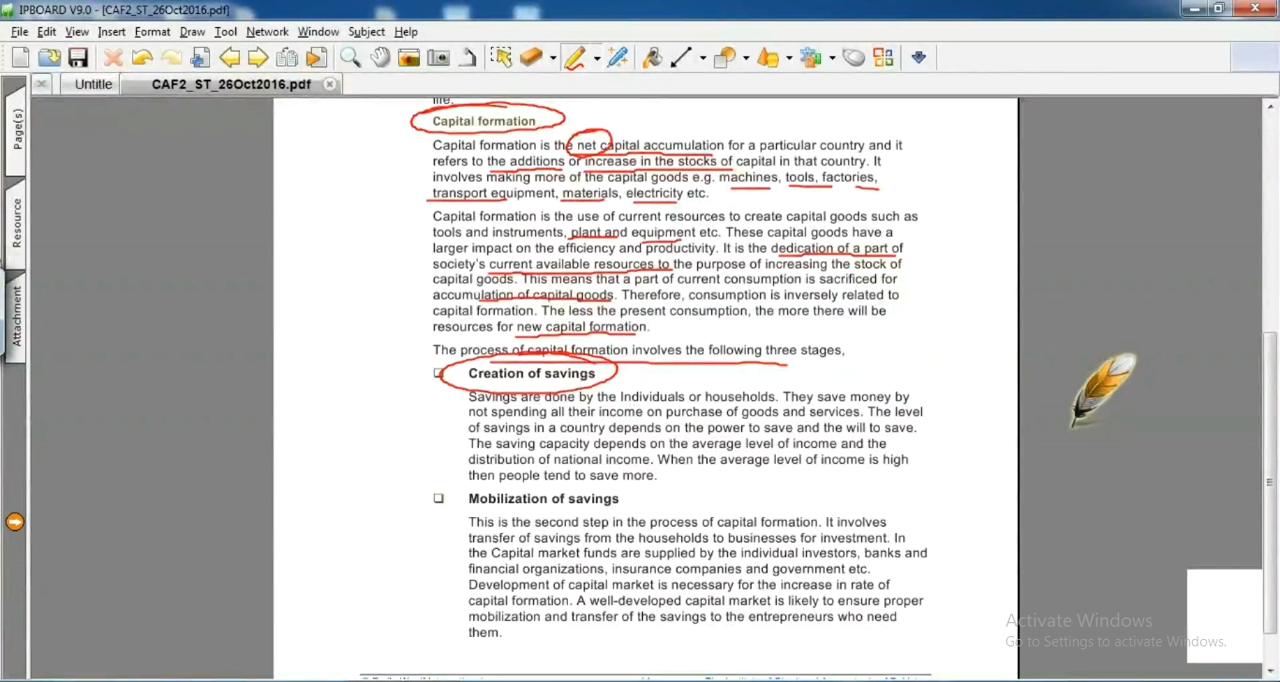 IPBOARD V9.0 - [CAF2_ST_26Oct2016.pdf]
File Edit View Insert Format Draw Tool Network Window Subject Help
Untitle CAF2_ST_26Oct2016.pdf
Page(s)
Resource
Attachment
life.
Capital formation
Capital formation is the net capital accumulation for a particular country and it
refers to the additions or increase in the stocks of capital in that country. It
involves making more of the capital goods e.g. machines, tools, factories,
transport equipment, materials, electricity etc.
Capital formation is the use of current resources to create capital goods such as
tools and instruments, plant and equipment etc. These capital goods have a
larger impact on the efficiency and productivity. It is the dedication of a part of
society's current available resources to the purpose of increasing the stock of
capital goods. This means that a part of current consumption is sacrificed for
accumulation of capital goods. Therefore, consumption is inversely related to
capital formation. The less the present consumption, the more there will be
resources for new capital formation.
The process of capital formation involves the following three stages,
Creation of savings
Savings are done by the Individuals or households. They save money by
not spending all their income on purchase of goods and services. The level
of savings in a country depends on the power to save and the will to save.
The saving capacity depends on the average level of income and the
distribution of national income. When the average level of income is high
then people tend to save more.
Mobilization of savings
This is the second step in the process of capital formation. It involves
transfer of savings from the households to businesses for investment. In
the Capital market funds are supplied by the individual investors, banks and
financial organizations, insurance companies and government etc.
Development of capital market is necessary for the increase in rate of
capital formation. A well-developed capital market is likely to ensure proper
mobilization and transfer of the savings to the entrepreneurs who need
them.
Activate Windows
Go to Settings to activate Windows.